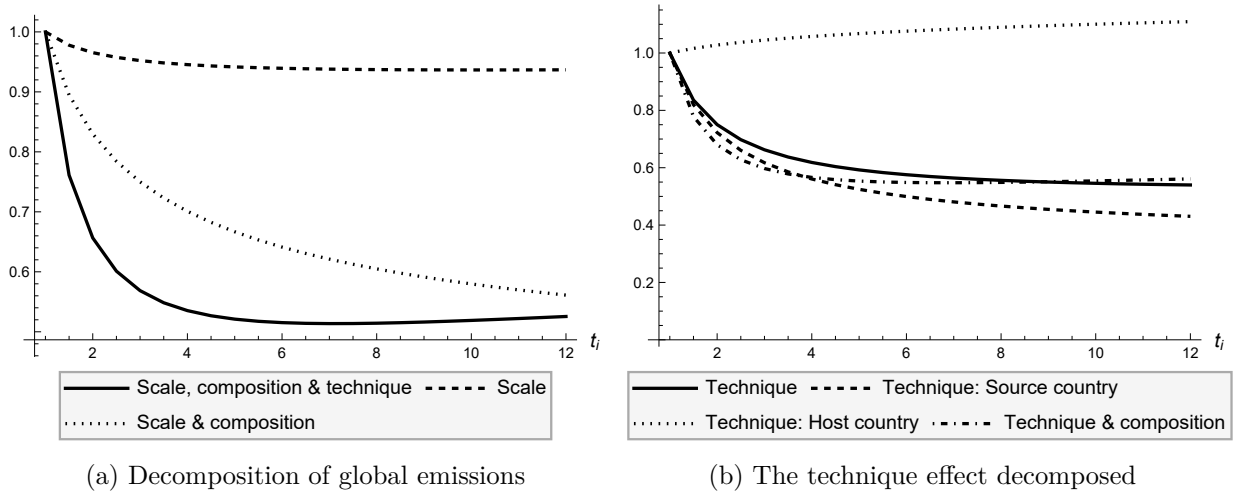 1.0
0.9
0.8
0.7
0.6
2 4 6 8 10 12
t_i
Scale, composition & technique Scale
Scale & composition
(a) Decomposition of global emissions
1.0
0.8
0.6
0.4
0.2
2 4 6 8 10 12
t_i
Technique Technique: Source country
Technique: Host country Technique & composition
(b) The technique effect decomposed